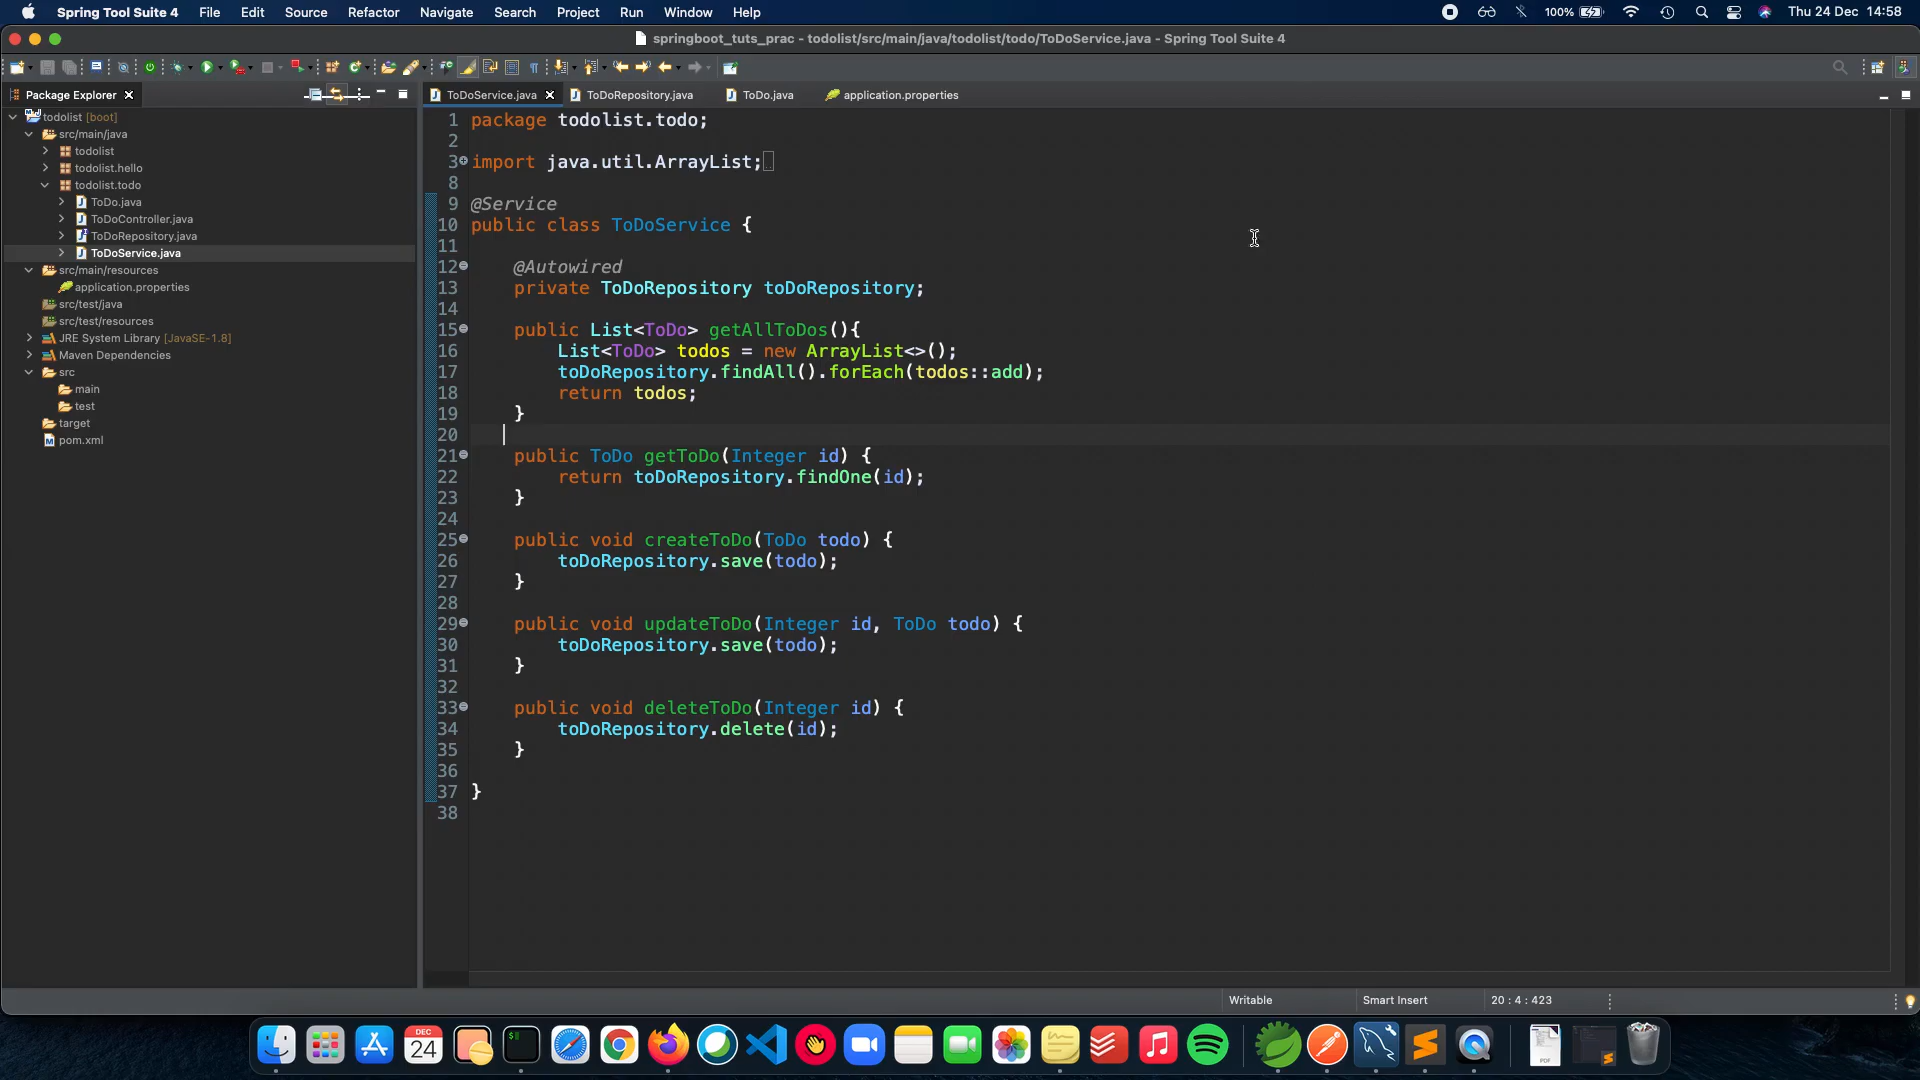 Spring Tool Suite 4 File Edit Source Refactor Navigate Search Project Run Window Help 100% Thu 24 Dec 14:58
springboot_tuts_prac - todolist/src/main/java/todolist/todo/ToDoService.java - Spring Tool Suite 4
Package Explorer
ToDoService.java ToDoRepository.java ToDo.java application.properties
todolist [boot]
src/main/java
todolist
todolist.hello
todolist.todo
ToDo.java
ToDoController.java
ToDoRepository.java
ToDoService.java
src/main/resources
application.properties
src/test/java
src/test/resources
JRE System Library [JavaSE-1.8]
Maven Dependencies
src
main
test
target
pom.xml
1 package todolist.todo;
2
3 import java.util.ArrayList;
8
9 @Service
10 public class ToDoService {
11
12 @Autowired
13 private ToDoRepository toDoRepository;
14
15 public List<ToDo> getAllToDos(){
16 List<ToDo> todos = new ArrayList<>();
17 toDoRepository.findAll().forEach(todos::add);
18 return todos;
19 }
20
21 public ToDo getToDo(Integer id) {
22 return toDoRepository.findOne(id);
23 }
24
25 public void createToDo(ToDo todo) {
26 toDoRepository.save(todo);
27 }
28
29 public void updateToDo(Integer id, ToDo todo) {
30 toDoRepository.save(todo);
31 }
32
33 public void deleteToDo(Integer id) {
34 toDoRepository.delete(id);
35 }
36
37 }
38
Writable Smart Insert 20 : 4 : 423
DEC
24
PDF